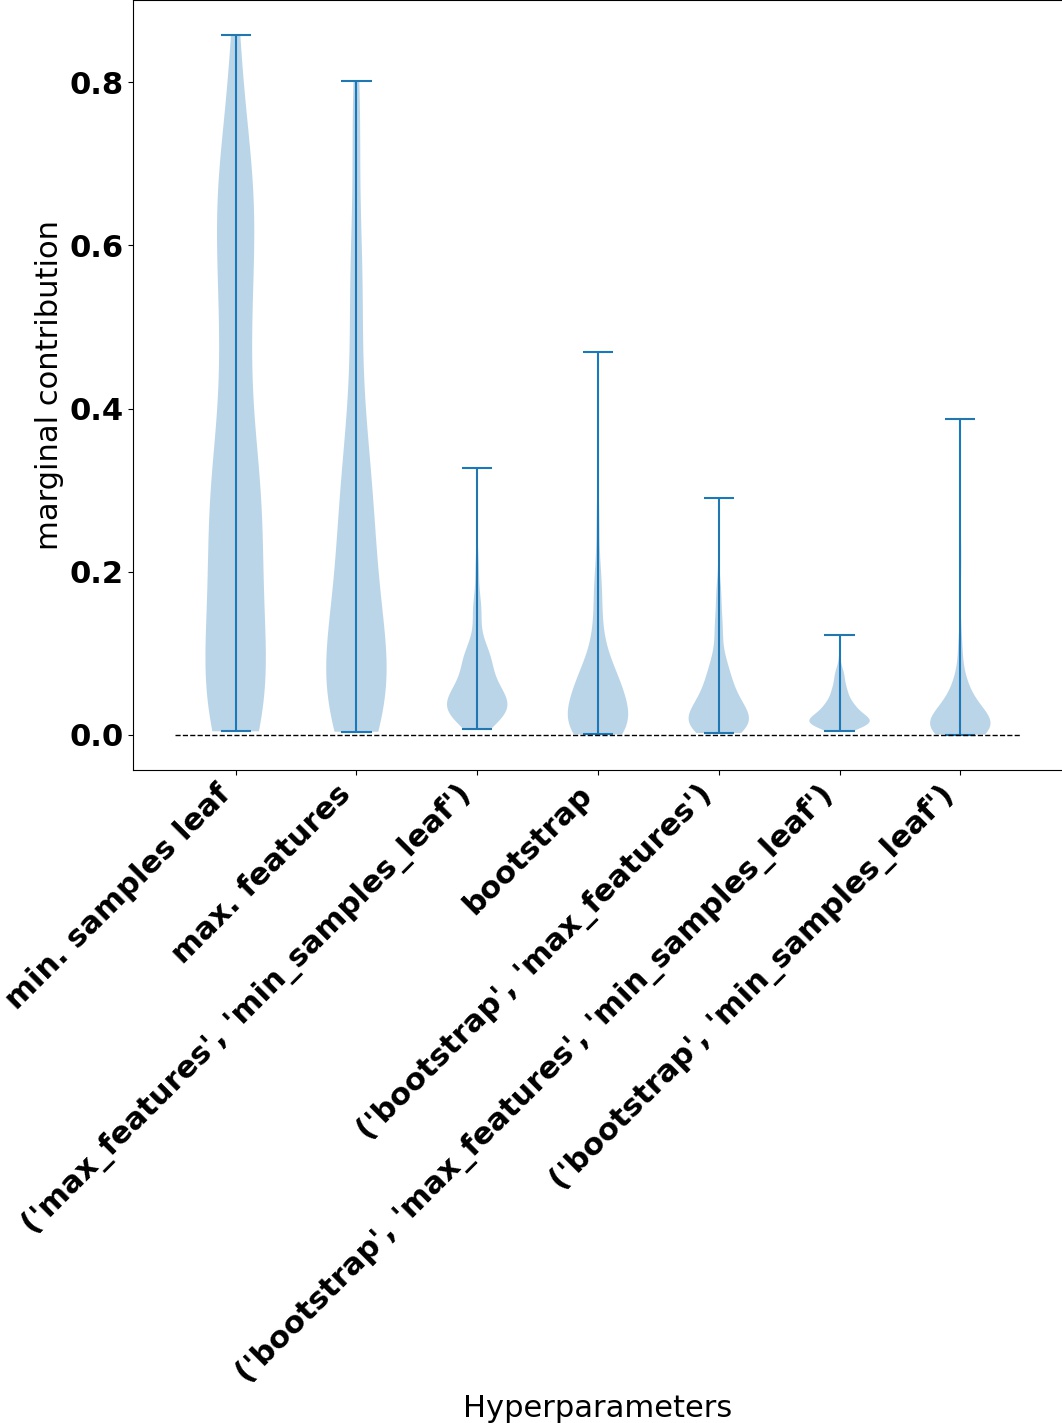 marginal contribution
0.8
0.6
0.4
0.2
0.0
min. samples leaf
max. features
('max_features', 'min_samples_leaf')
bootstrap
('bootstrap', 'max_features')
('bootstrap', 'max_features', 'min_samples_leaf')
('bootstrap', 'min_samples_leaf')
Hyperparameters